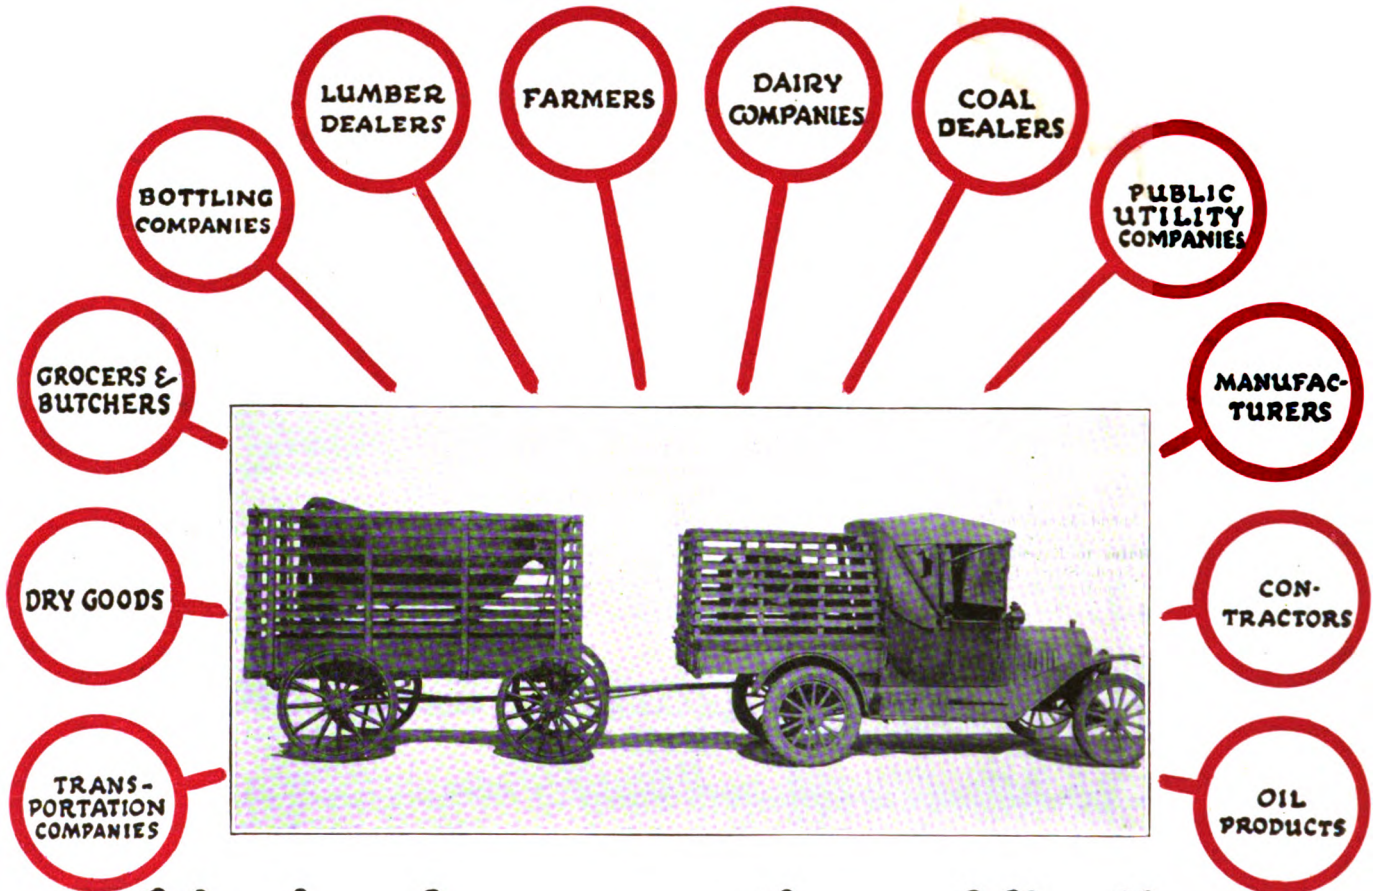 LUMBER
DEALERS
FARMERS
DAIRY
COMPANIES
COAL
DEALERS
BOTTLING
COMPANIES
PUBLIC
UTILITY
COMPANIES
GROCERS &
BUTCHERS
MANUFAC-
TURERS
DRY GOODS
CON-
TRACTORS
TRANS-
PORTATION
COMPANIES
OIL
PRODUCTS